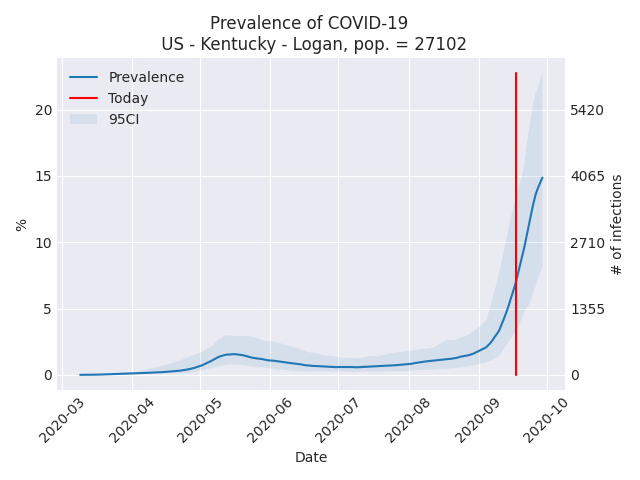 Prevalence of COVID-19
US - Kentucky - Logan, pop. = 27102
Prevalence
Today
95CI
%
20
15
10
5
0
5420
4065
2710
1355
0
# of infections
2020-03
2020-04
2020-05
2020-06
2020-07
2020-08
2020-09
2020-10
Date